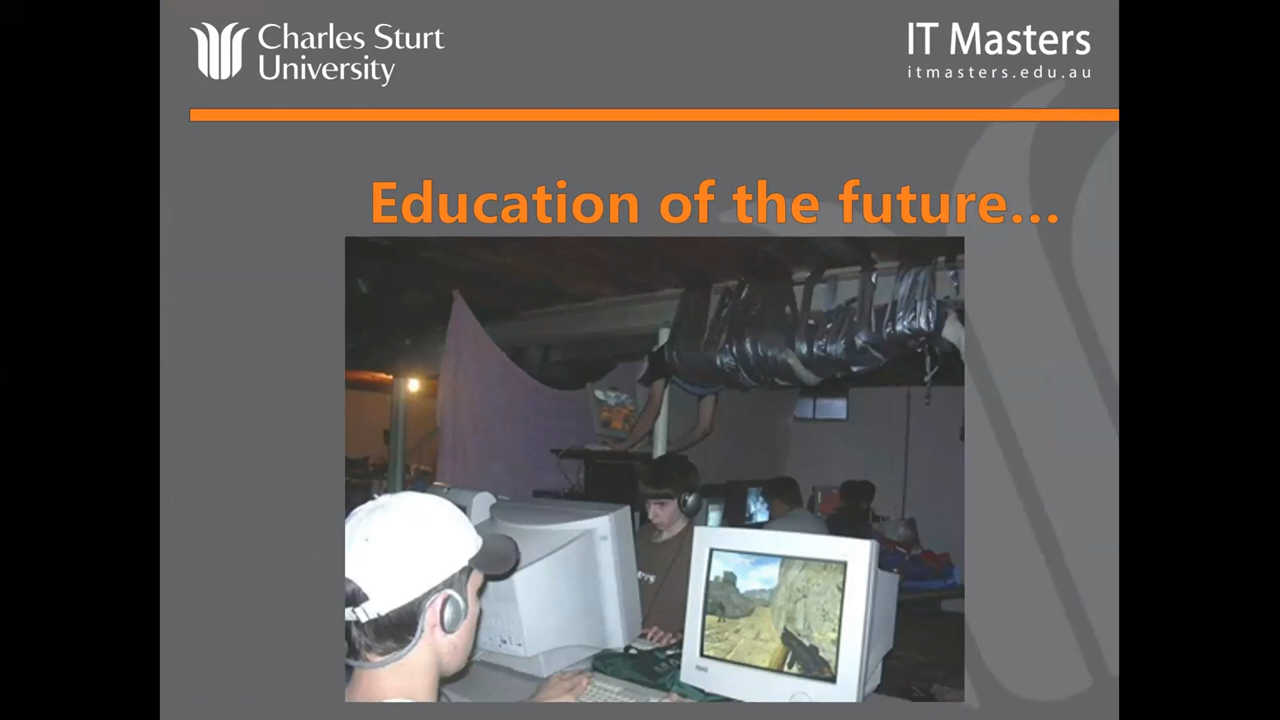 Charles Sturt
University
IT Masters
itmasters.edu.au
Education of the future...